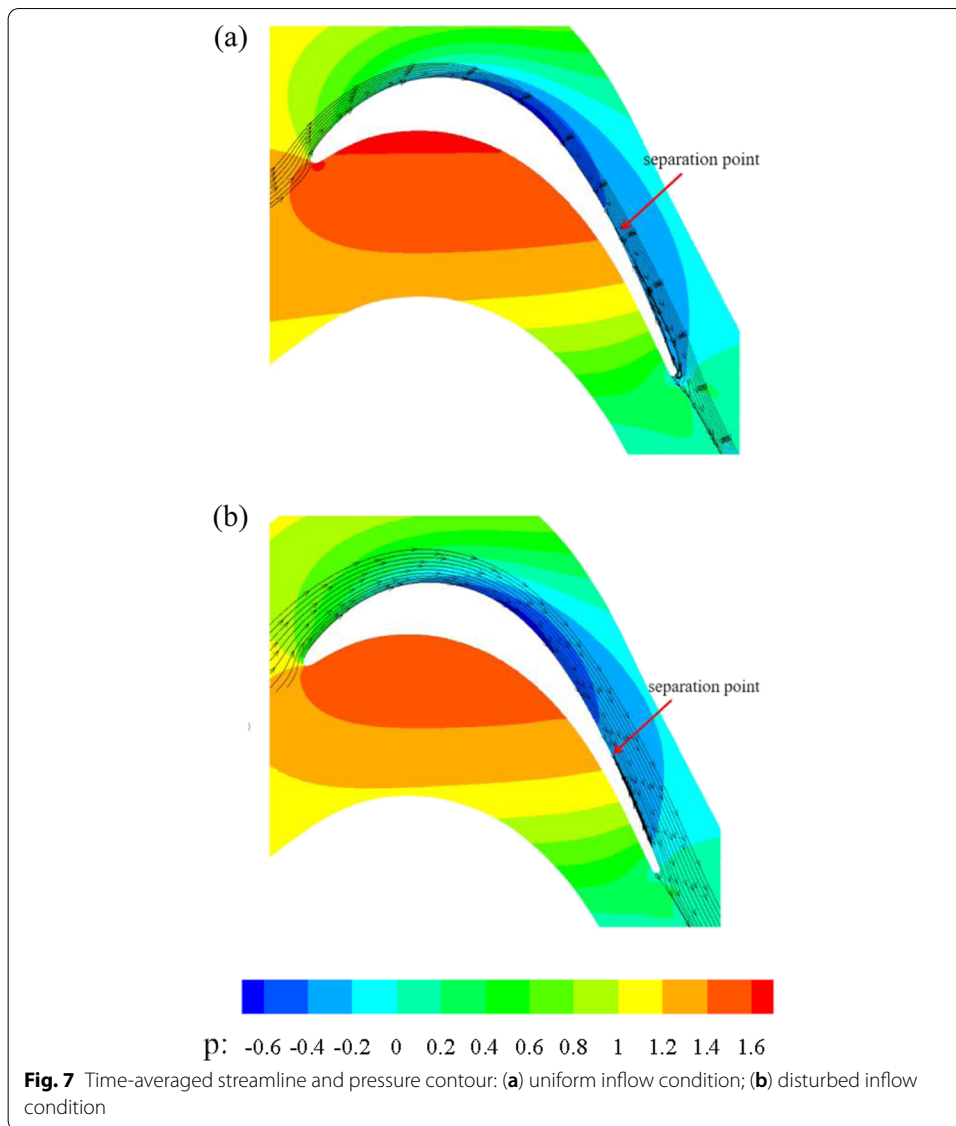 (a)
separation point
(b)
separation point
p: -0.6 -0.4 -0.2 0 0.2 0.4 0.6 0.8 1 1.2 1.4 1.6
Fig. 7 Time-averaged streamline and pressure contour: (a) uniform inflow condition; (b) disturbed inflow
condition